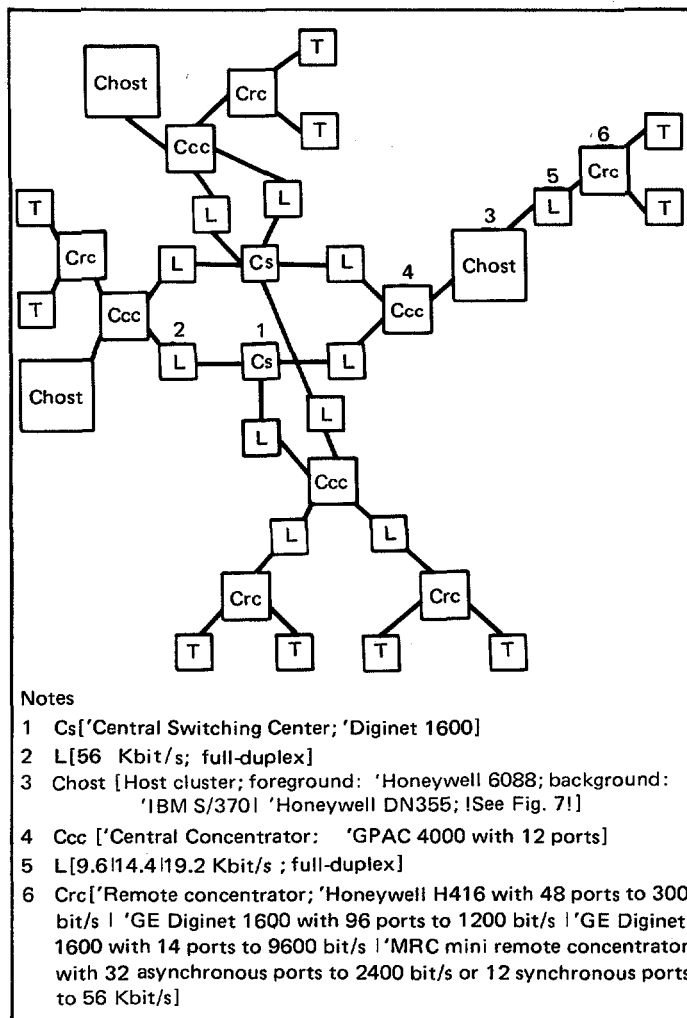 T
Chost
Crc
T
6
T
Ccc
5
Crc
T
L
L
T
L
T
3
Crc
L
Cs
L
Chost
4
T
Ccc
Ccc
2
1
L
Cs
L
Chost
L
L
Ccc
L
L
Crc
Crc
T
T
T
T
Notes
1 Cs['Central Switching Center; 'Diginet 1600]
2 L[56 Kbit/s; full-duplex]
3 Chost [Host cluster; foreground: 'Honeywell 6088; background:
'IBM S/370| 'Honeywell DN355; !See Fig. 7!]
4 Ccc ['Central Concentrator: 'GPAC 4000 with 12 ports]
5 L[9.6|14.4|19.2 Kbit/s ; full-duplex]
6 Crc['Remote concentrator; 'Honeywell H416 with 48 ports to 300
bit/s | 'GE Diginet 1600 with 96 ports to 1200 bit/s | 'GE Diginet
1600 with 14 ports to 9600 bit/s | 'MRC mini remote concentrator
with 32 asynchronous ports to 2400 bit/s or 12 synchronous ports
to 56 Kbit/s]